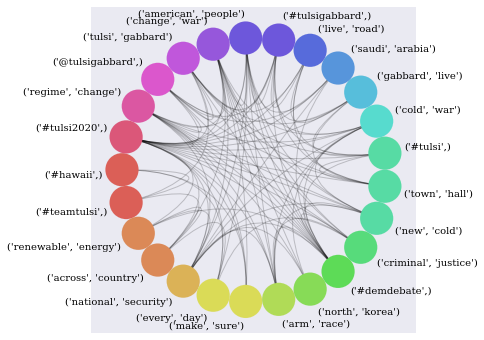 ('american', 'people')
('#tulsigabbard',)
('change', 'war')
('live', 'road')
('tulsi', 'gabbard')
('saudi', 'arabia')
('@tulsigabbard',)
('gabbard', 'live')
('regime', 'change')
('cold', 'war')
('#tulsi2020',)
('#tulsi',)
('#hawaii',)
('town', 'hall')
('#teamtulsi',)
('new', 'cold')
('renewable', 'energy')
('criminal', 'justice')
('across', 'country')
('#demdebate',)
('national', 'security')
('north', 'korea')
('every', 'day')
('arm', 'race')
('make', 'sure')